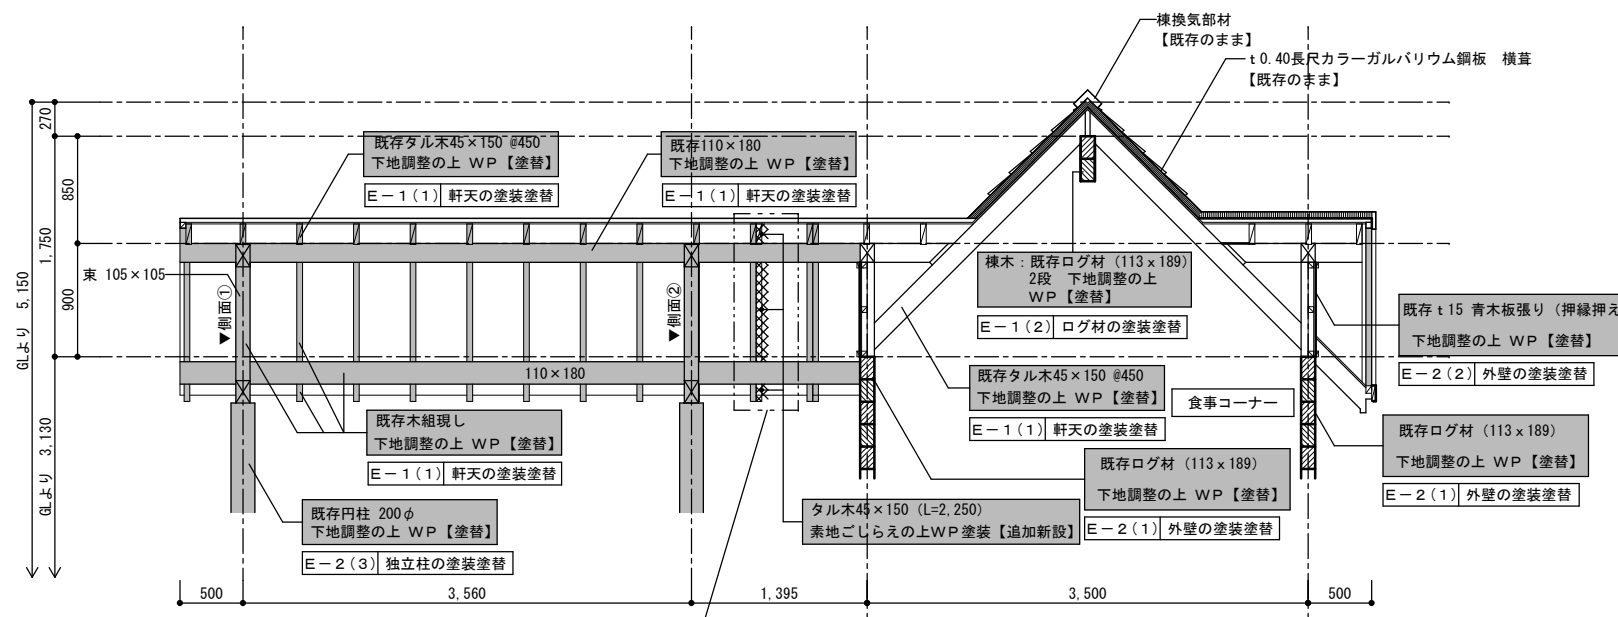 棟換気部材
【既存のまま】
t 0.40長尺カラーガルバリウム鋼板 横葺
【既存のまま】
270
850
1,750
900
GLより 5,150
GLより 3,130
既存タル木45×150 @450
下地調整の上 WP【塗替】
E-1(1) 軒天の塗装塗替
既存110×180
下地調整の上 WP【塗替】
E-1(1) 軒天の塗装塗替
束 105×105
▼側面①
▼側面②
棟木：既存ログ材 (113x189)
2段 下地調整の上
WP【塗替】
E-1(2) ログ材の塗装塗替
既存 t 15 青木板張り（押縁押え
下地調整の上 WP【塗替】
E-2(2) 外壁の塗装塗替
110×180
既存タル木45×150 @450
下地調整の上 WP【塗替】
E-1(1) 軒天の塗装塗替
食事コーナー
既存木組現し
下地調整の上 WP【塗替】
E-1(1) 軒天の塗装塗替
既存ログ材 (113x189)
下地調整の上 WP【塗替】
E-2(1) 外壁の塗装塗替
既存ログ材 (113x189)
下地調整の上 WP【塗替】
E-2(1) 外壁の塗装塗替
既存円柱 200φ
下地調整の上 WP【塗替】
E-2(3) 独立柱の塗装塗替
タル木45×150 (L=2,250)
素地ごしらえの上WP塗装【追加新設】
500
3,560
1,395
3,500
500